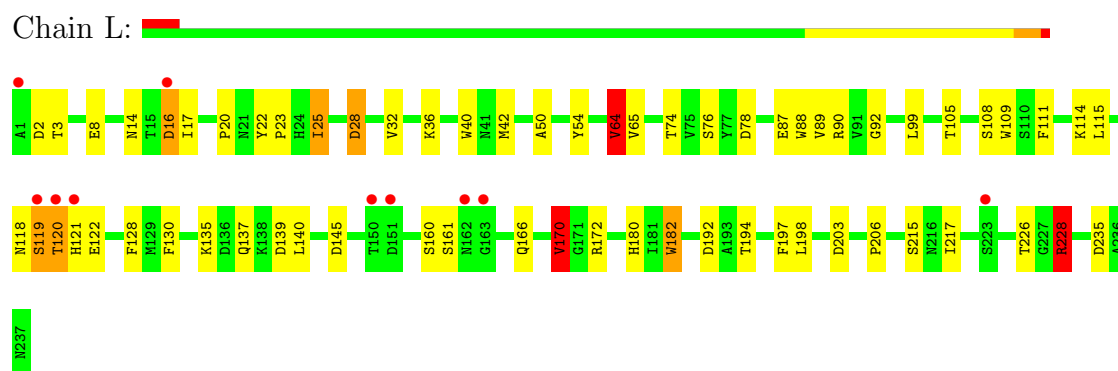 Chain L:
A1 D2 T3 E8 N14 T15 D16 I17 P20 N21 Y22 P23 H24 I25 D28 V32 K36 W40 N41 M42 A50 Y54 V64 V65 T74 V75 S76 Y77 D78 E87 W88 V89 R90 V91 G92 L99 T105 S108 W109 S110 F111 K114 L115
N118 S119 T120 H121 E122 F128 M129 F130 K135 D136 Q137 K138 D139 L140 D145 T150 D151 S160 S161 N162 G163 Q166 V170 G171 R172 H180 I181 W182 D192 A193 T194 F197 L198 D203 P206 S215 N216 I217 S223 T226 G227 R228 D235 A236
N237